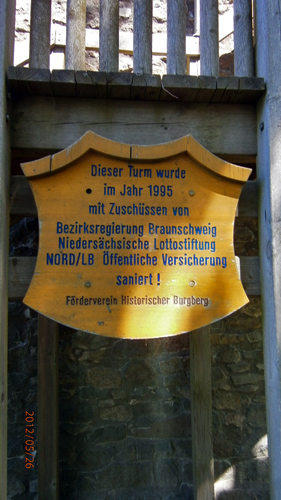 Dieser Turm wurde
im Jahr 1995
mit Zuschüssen von
Bezirksregierung Braunschweig
Niedersächsische Lottostiftung
NORD/LB Öffentliche Versicherung
saniert !
Förderverein Historischer Burgberg
2012/05/26